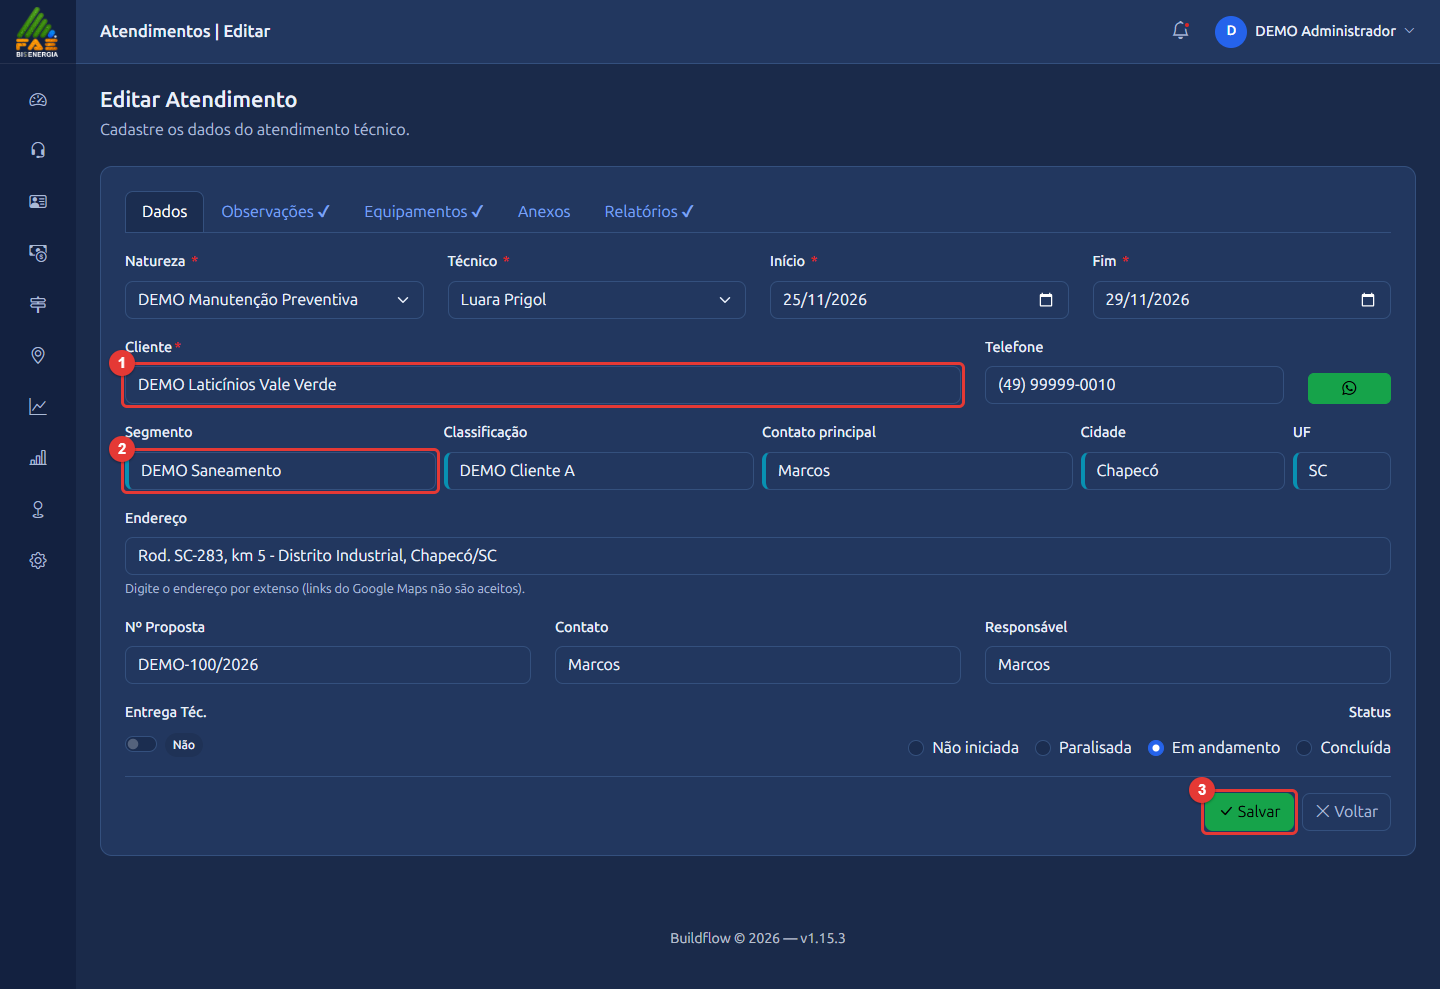 FAE
BIOENERGIA
Atendimentos | Editar
D
DEMO Administrador
Editar Atendimento
Cadastre os dados do atendimento técnico.
Dados
Observações ✓
Equipamentos ✓
Anexos
Relatórios ✓
Natureza *
Técnico *
Início *
Fim *
DEMO Manutenção Preventiva
Luara Prigol
25/11/2026
29/11/2026
Cliente *
Telefone
1
DEMO Laticínios Vale Verde
(49) 99999-0010
Segmento
Classificação
Contato principal
Cidade
UF
2
DEMO Saneamento
DEMO Cliente A
Marcos
Chapecó
SC
Endereço
Rod. SC-283, km 5 - Distrito Industrial, Chapecó/SC
Digite o endereço por extenso (links do Google Maps não são aceitos).
Nº Proposta
Contato
Responsável
DEMO-100/2026
Marcos
Marcos
Entrega Téc.
Status
Não
Não iniciada
Paralisada
Em andamento
Concluída
3
Salvar
Voltar
Buildflow © 2026 — v1.15.3